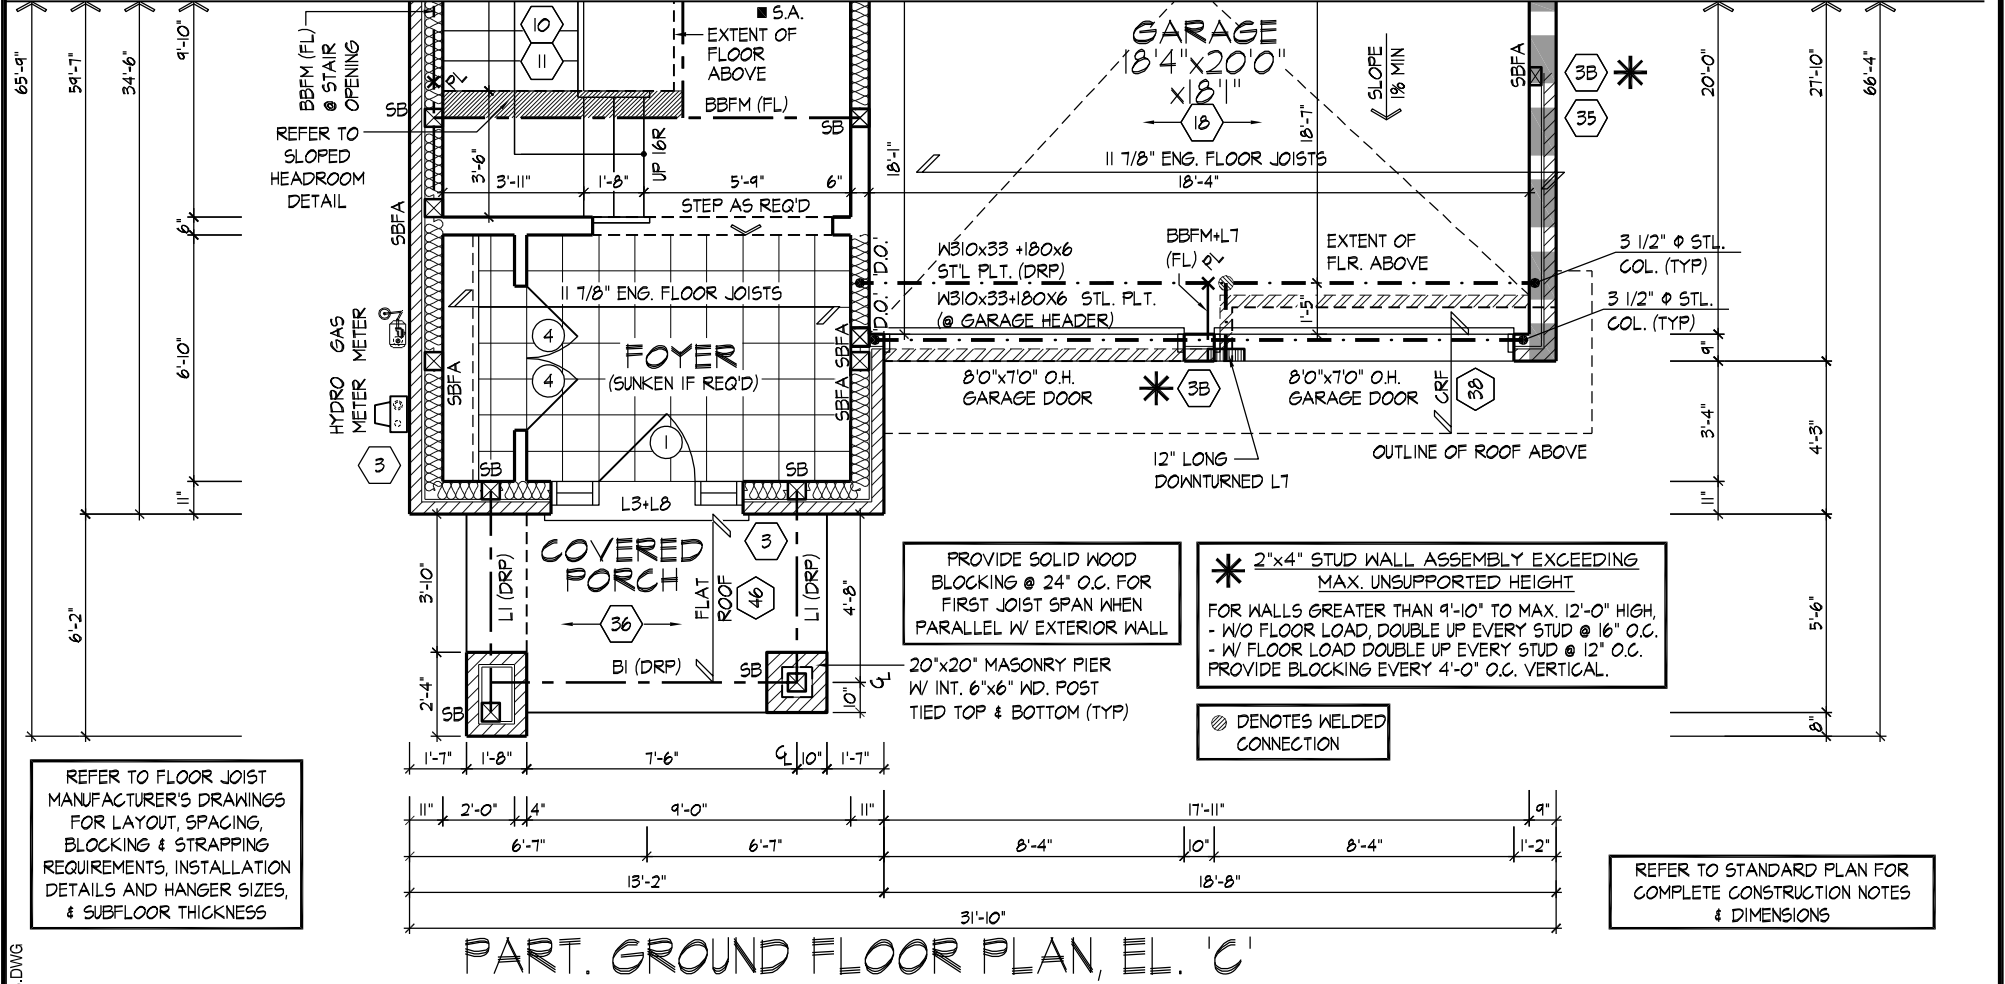 65'-9"
59'-7"
34'-6"
9'-10"
BBFM (FL)
@ STAIR
OPENING
10
11
S.A.
EXTENT OF
FLOOR
ABOVE
BBFM (FL)
PL
SB
SB
REFER TO
SLOPED
HEADROOM
DETAIL
GARAGE
18'4"x20'0"
x18'1"
18
SLOPE
1% MIN
SBFA
3B
35
20'-0"
27'-10"
66'-4"
3'-6"
UP 16R
18'-1"
18'-7"
11 7/8" ENG. FLOOR JOISTS
3'-11"
1'-8"
5'-9"
6"
18'-4"
STEP AS REQ'D
SBFA
6"
D.O.
D.O.
W310x33 +180x6
ST'L PLT. (DRP)
W310x33+180X6 STL. PLT.
(@ GARAGE HEADER)
BBFM+L7
(FL)
PL
EXTENT OF
FLR. ABOVE
1'-5"
3 1/2" Φ STL.
COL. (TYP)
3 1/2" Φ STL.
COL. (TYP)
11 7/8" ENG. FLOOR JOISTS
HYDRO
METER
GAS
METER
6'-10"
SBFA
4
4
FOYER
(SUNKEN IF REQ'D)
SBFA
SBFA
1
3
8'0"x7'0" O.H.
GARAGE DOOR
3B
8'0"x7'0" O.H.
GARAGE DOOR
CRF
38
9"
3'-4"
4'-3"
OUTLINE OF ROOF ABOVE
12" LONG
DOWNTURNED L7
SB
SB
11"
11"
L3+L8
COVERED
PORCH
3
46
36
FLAT
ROOF
L1 (DRP)
L1 (DRP)
B1 (DRP)
3'-10"
4'-8"
2'-4"
10"
6'-2"
SB
SB
CL
PROVIDE SOLID WOOD
BLOCKING @ 24" O.C. FOR
FIRST JOIST SPAN WHEN
PARALLEL W/ EXTERIOR WALL
2"x4" STUD WALL ASSEMBLY EXCEEDING
MAX. UNSUPPORTED HEIGHT
FOR WALLS GREATER THAN 9'-10" TO MAX. 12'-0" HIGH,
- W/O FLOOR LOAD, DOUBLE UP EVERY STUD @ 16" O.C.
- W/ FLOOR LOAD DOUBLE UP EVERY STUD @ 12" O.C.
PROVIDE BLOCKING EVERY 4'-0" O.C. VERTICAL.
5'-6"
8"
20"x20" MASONRY PIER
W/ INT. 6"x6" WD. POST
TIED TOP & BOTTOM (TYP)
DENOTES WELDED
CONNECTION
1'-7"
1'-8"
7'-6"
CL
10"
1'-7"
REFER TO FLOOR JOIST
MANUFACTURER'S DRAWINGS
FOR LAYOUT, SPACING,
BLOCKING & STRAPPING
REQUIREMENTS, INSTALLATION
DETAILS AND HANGER SIZES,
& SUBFLOOR THICKNESS
11"
2'-0"
4"
9'-0"
11"
17'-11"
9"
6'-7"
6'-7"
8'-4"
10"
8'-4"
1'-2"
13'-2"
18'-8"
31'-10"
REFER TO STANDARD PLAN FOR
COMPLETE CONSTRUCTION NOTES
& DIMENSIONS
PART. GROUND FLOOR PLAN, EL. 'C'
.DWG